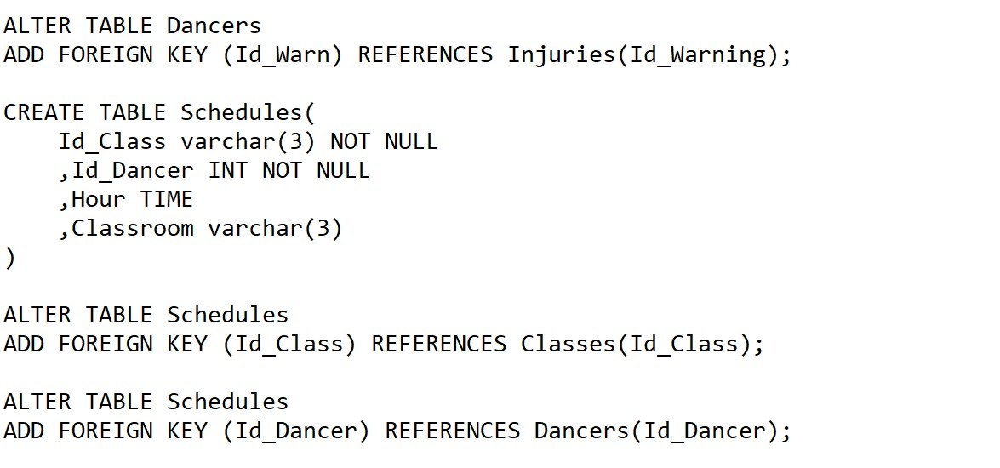 ALTER TABLE Dancers
ADD FOREIGN KEY (Id_Warn) REFERENCES Injuries(Id_Warning);
CREATE TABLE Schedules(
Id_Class varchar(3) NOT NULL
,Id_Dancer INT NOT NULL
,Hour TIME
,Classroom varchar(3)
)
ALTER TABLE Schedules
ADD FOREIGN KEY (Id_Class) REFERENCES Classes(Id_Class);
ALTER TABLE Schedules
ADD FOREIGN KEY (Id_Dancer) REFERENCES Dancers(Id_Dancer);